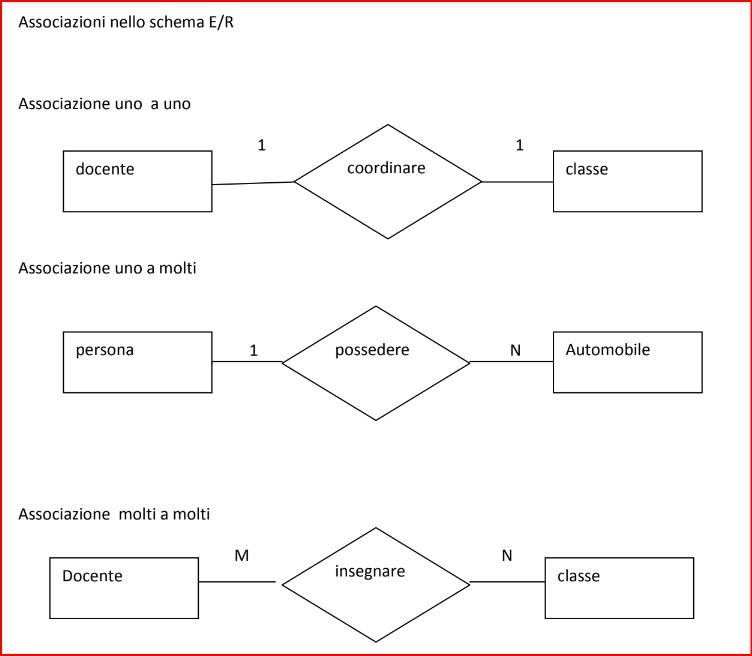 Associazioni nello schema E/R
Associazione uno a uno
docente
1
coordinare
1
classe
Associazione uno a molti
persona
1
possedere
N
Automobile
Associazione molti a molti
Docente
M
insegnare
N
classe